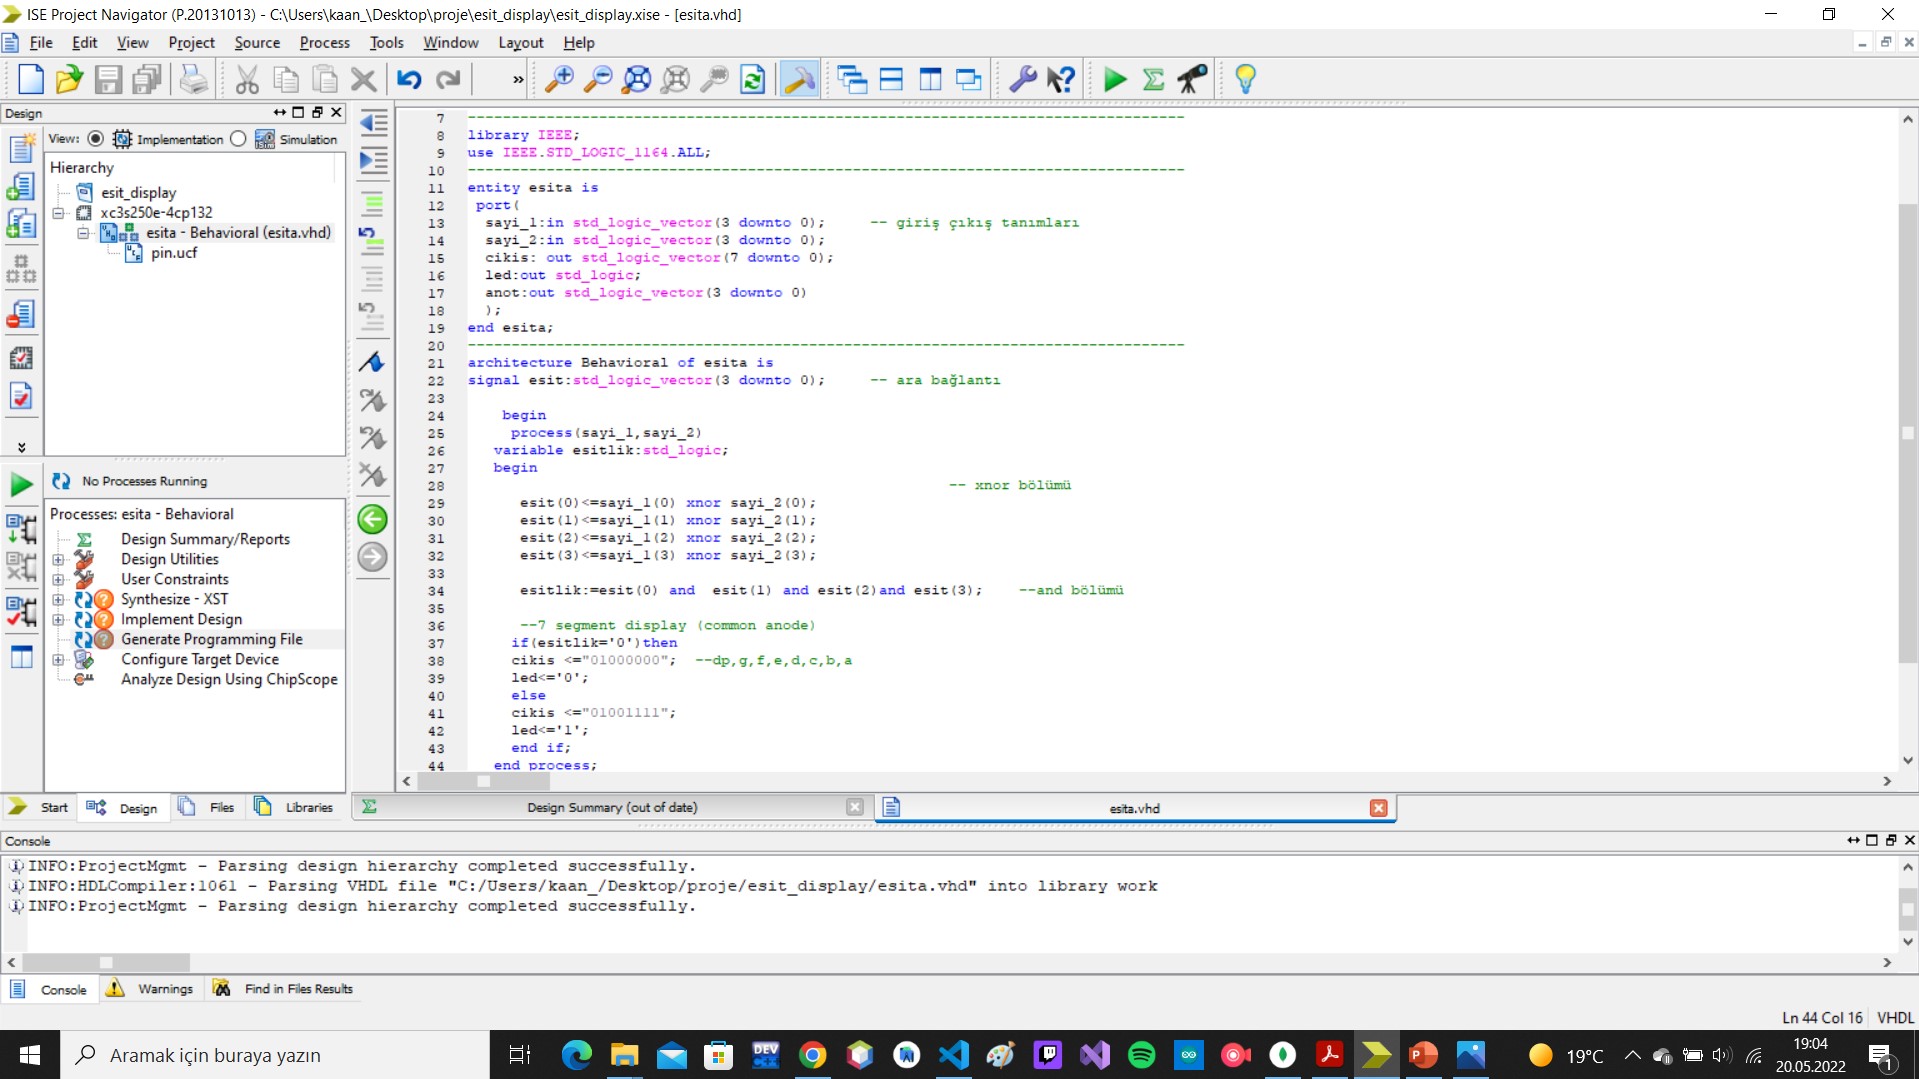 ISE Project Navigator (P.20131013) - C:\Users\kaan_\Desktop\proje\esit_display\esit_display.xise - [esita.vhd]
File Edit View Project Source Process Tools Window Layout Help
Design
View: Implementation Simulation
Hierarchy
esit_display
xc3s250e-4cp132
esita - Behavioral (esita.vhd)
pin.ucf
No Processes Running
Processes: esita - Behavioral
Design Summary/Reports
Design Utilities
User Constraints
Synthesize - XST
Implement Design
Generate Programming File
Configure Target Device
Analyze Design Using ChipScope
Start Design Files Libraries
7 ----------------------------------------------------------------------------------
8 library IEEE;
9 use IEEE.STD_LOGIC_1164.ALL;
10 ----------------------------------------------------------------------------------
11 entity esita is
12 port(
13 sayi_1:in std_logic_vector(3 downto 0); -- giriş çıkış tanımları
14 sayi_2:in std_logic_vector(3 downto 0);
15 cikis: out std_logic_vector(7 downto 0);
16 led:out std_logic;
17 anot:out std_logic_vector(3 downto 0)
18 );
19 end esita;
20 ----------------------------------------------------------------------------------
21 architecture Behavioral of esita is
22 signal esit:std_logic_vector(3 downto 0); -- ara bağlantı
23
24 begin
25 process(sayi_1,sayi_2)
26 variable esitlik:std_logic;
27 begin
28 -- xnor bölümü
29 esit(0)<=sayi_1(0) xnor sayi_2(0);
30 esit(1)<=sayi_1(1) xnor sayi_2(1);
31 esit(2)<=sayi_1(2) xnor sayi_2(2);
32 esit(3)<=sayi_1(3) xnor sayi_2(3);
33
34 esitlik:=esit(0) and esit(1) and esit(2)and esit(3); --and bölümü
35
36 --7 segment display (common anode)
37 if(esitlik='0')then
38 cikis <="01000000"; --dp,g,f,e,d,c,b,a
39 led<='0';
40 else
41 cikis <="01001111";
42 led<='1';
43 end if;
44 end process;
Design Summary (out of date) esita.vhd
Console
INFO:ProjectMgmt - Parsing design hierarchy completed successfully.
INFO:HDLCompiler:1061 - Parsing VHDL file "C:/Users/kaan_/Desktop/proje/esit_display/esita.vhd" into library work
INFO:ProjectMgmt - Parsing design hierarchy completed successfully.
Console Warnings Find in Files Results
Ln 44 Col 16 VHDL
Aramak için buraya yazın
DEV
19°C
19:04
20.05.2022
1